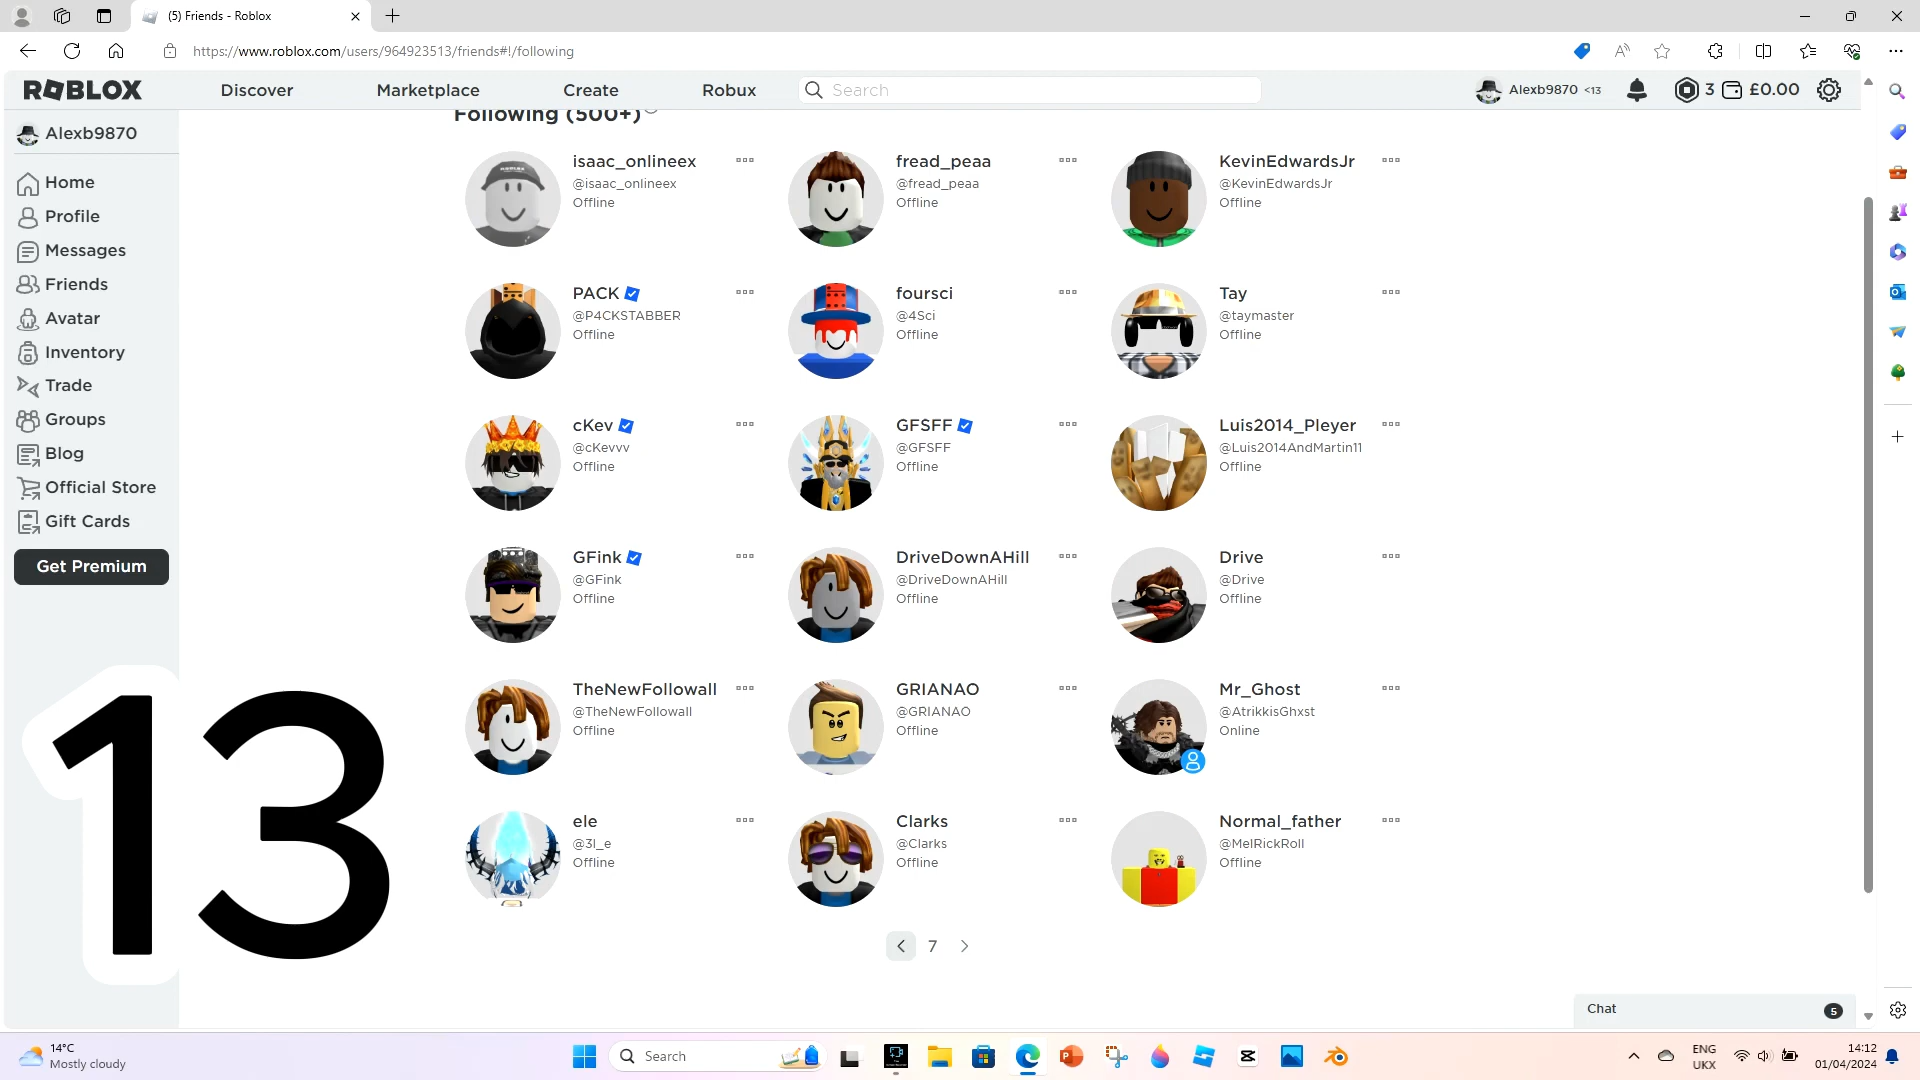 (5) Friends - Roblox
https://www.roblox.com/users/964923513/friends#!/following
ROBLOX
Discover
Marketplace
Create
Robux
Search
Alexb9870 <13
3
£0.00
Alexb9870
Home
Profile
Messages
Friends
Avatar
Inventory
Trade
Groups
Blog
Official Store
Gift Cards
Get Premium
Following (500+)
isaac_onlineex
@isaac_onlineex
Offline
fread_peaa
@fread_peaa
Offline
KevinEdwardsJr
@KevinEdwardsJr
Offline
PACK
@P4CKSTABBER
Offline
foursci
@4Sci
Offline
Tay
@taymaster
Offline
cKev
@cKevvv
Offline
GFSFF
@GFSFF
Offline
Luis2014_Pleyer
@Luis2014AndMartin11
Offline
GFink
@GFink
Offline
DriveDownAHill
@DriveDownAHill
Offline
Drive
@Drive
Offline
TheNewFollowall
@TheNewFollowall
Offline
GRIANAO
@GRIANAO
Offline
Mr_Ghost
@AtrikkisGhxst
Online
ele
@3l_e
Offline
Clarks
@Clarks
Offline
Normal_father
@MelRickRoll
Offline
13
7
Chat
5
14°C
Mostly cloudy
Search
ENG
UKX
14:12
01/04/2024